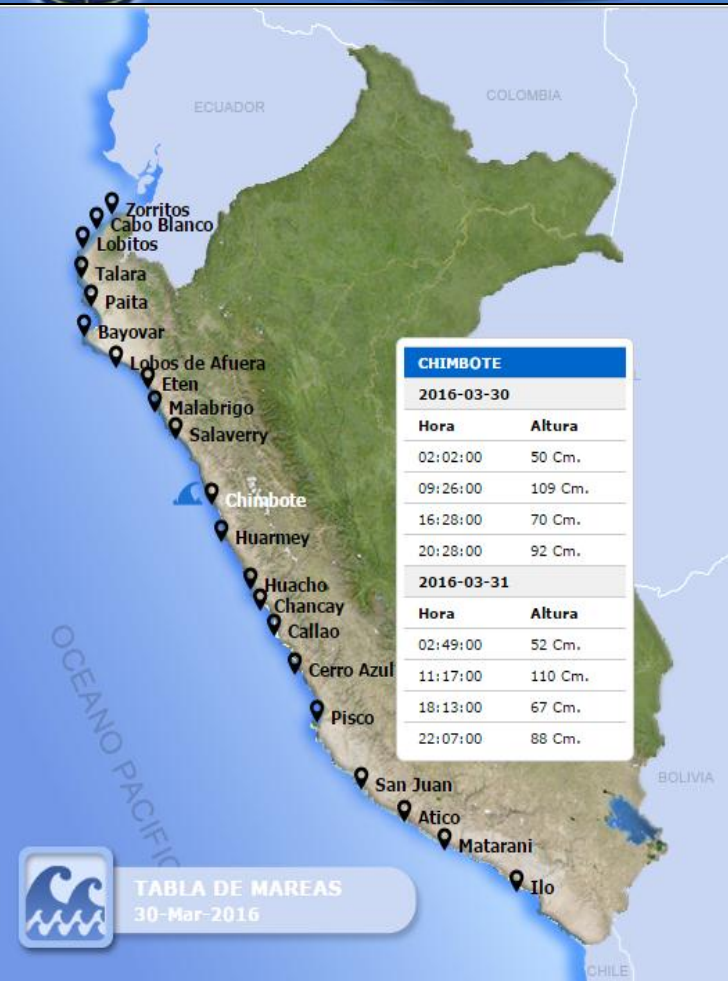 ECUADOR
COLOMBIA
Zorritos
Cabo Blanco
Lobitos
Talara
Paita
Bayovar
Lobos de Afuera
Eten
Malabrigo
Salaverry
Chimbote
Huarmey
Huacho
Chancay
Callao
Cerro Azul
Pisco
San Juan
Atico
Matarani
Ilo
CHIMBOTE
2016-03-30
Hora Altura
02:02:00 50 Cm.
09:26:00 109 Cm.
16:28:00 70 Cm.
20:28:00 92 Cm.
2016-03-31
Hora Altura
02:49:00 52 Cm.
11:17:00 110 Cm.
18:13:00 67 Cm.
22:07:00 88 Cm.
OCEANO PACIFIC
BOLIVIA
TABLA DE MAREAS
30-Mar-2016
CHILE